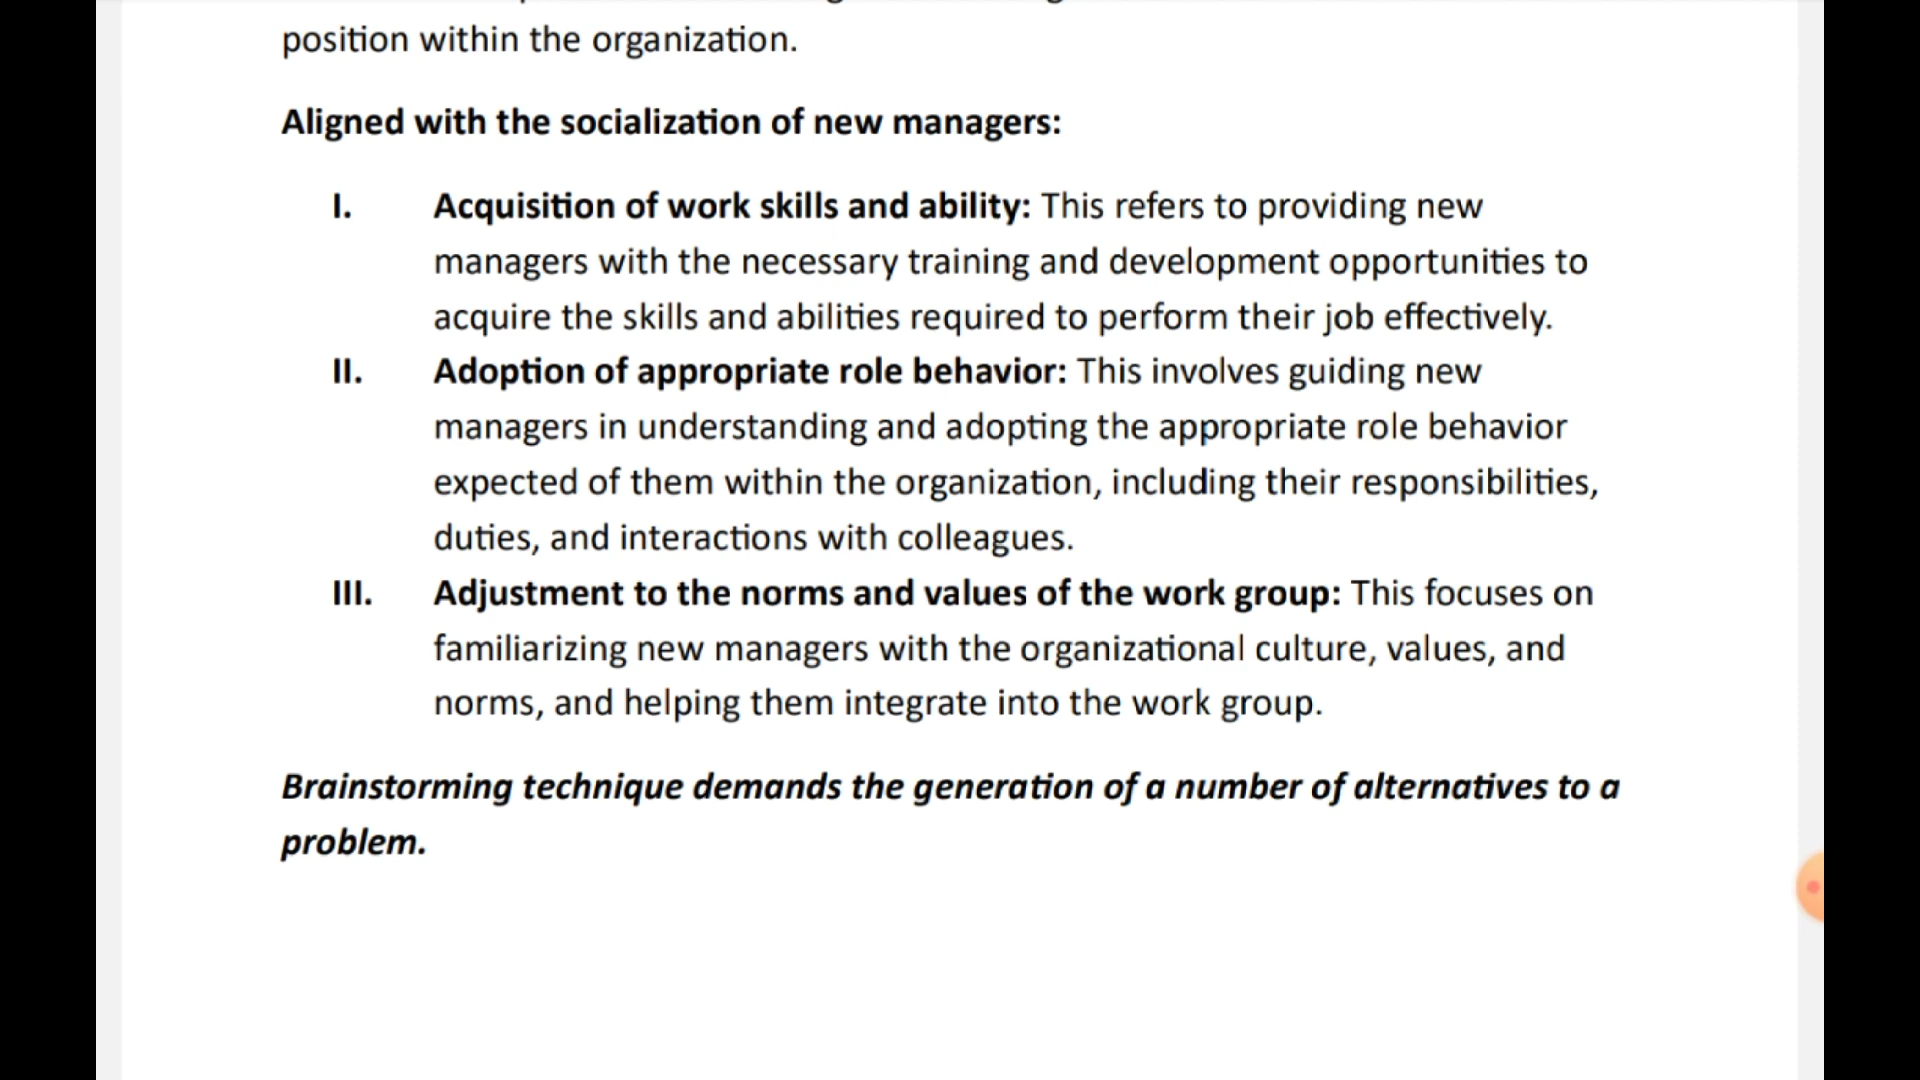 position within the organization.
Aligned with the socialization of new managers:
I. Acquisition of work skills and ability: This refers to providing new
managers with the necessary training and development opportunities to
acquire the skills and abilities required to perform their job effectively.
II. Adoption of appropriate role behavior: This involves guiding new
managers in understanding and adopting the appropriate role behavior
expected of them within the organization, including their responsibilities,
duties, and interactions with colleagues.
III. Adjustment to the norms and values of the work group: This focuses on
familiarizing new managers with the organizational culture, values, and
norms, and helping them integrate into the work group.
Brainstorming technique demands the generation of a number of alternatives to a
problem.